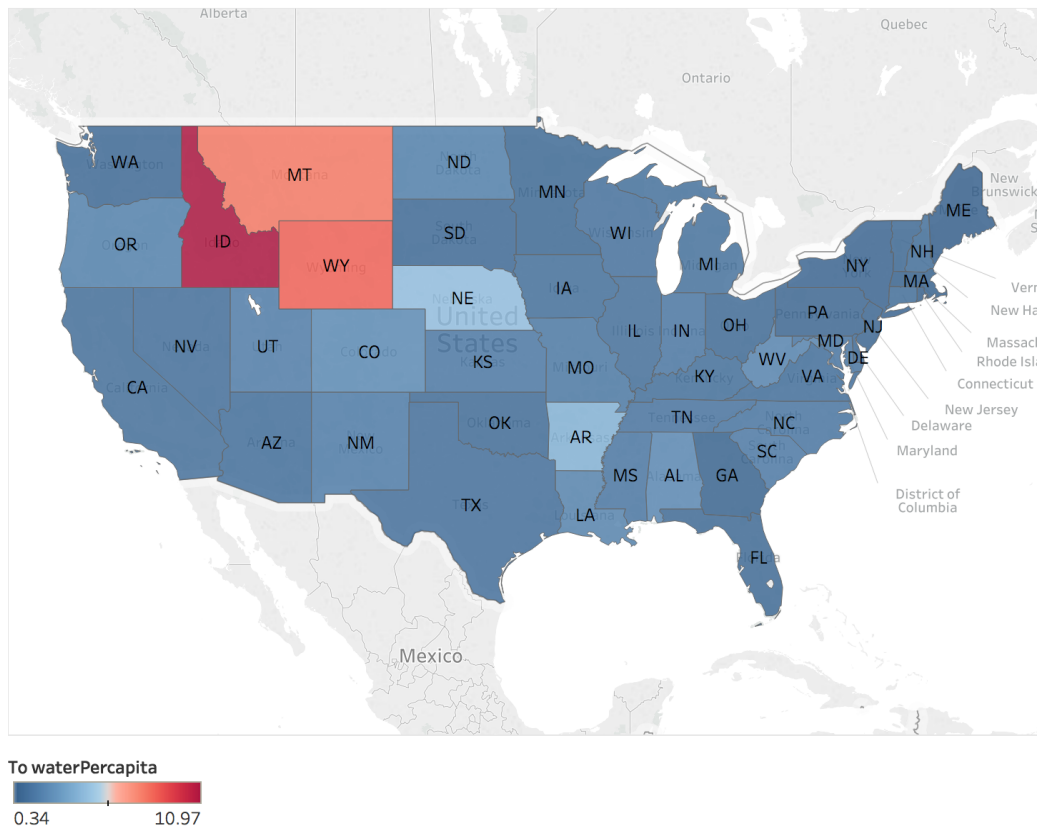 Alberta
Quebec
Ontario
New
Brunswick
WA
MT
ND
MN
ME
OR
ID
SD
WI
MI
NY
NH
WY
MA
NE
IA
United
States
PA
NJ
NV
UT
CO
KS
MO
IL
IN
OH
MD
DE
WV
VA
KY
CA
AZ
NM
OK
AR
TN
NC
SC
MS
AL
GA
TX
LA
FL
Verm
New Ha
Massac
Rhode Isl
Connecticut
New Jersey
Delaware
Maryland
District of
Columbia
Mexico
To waterPercapita
0.34
10.97